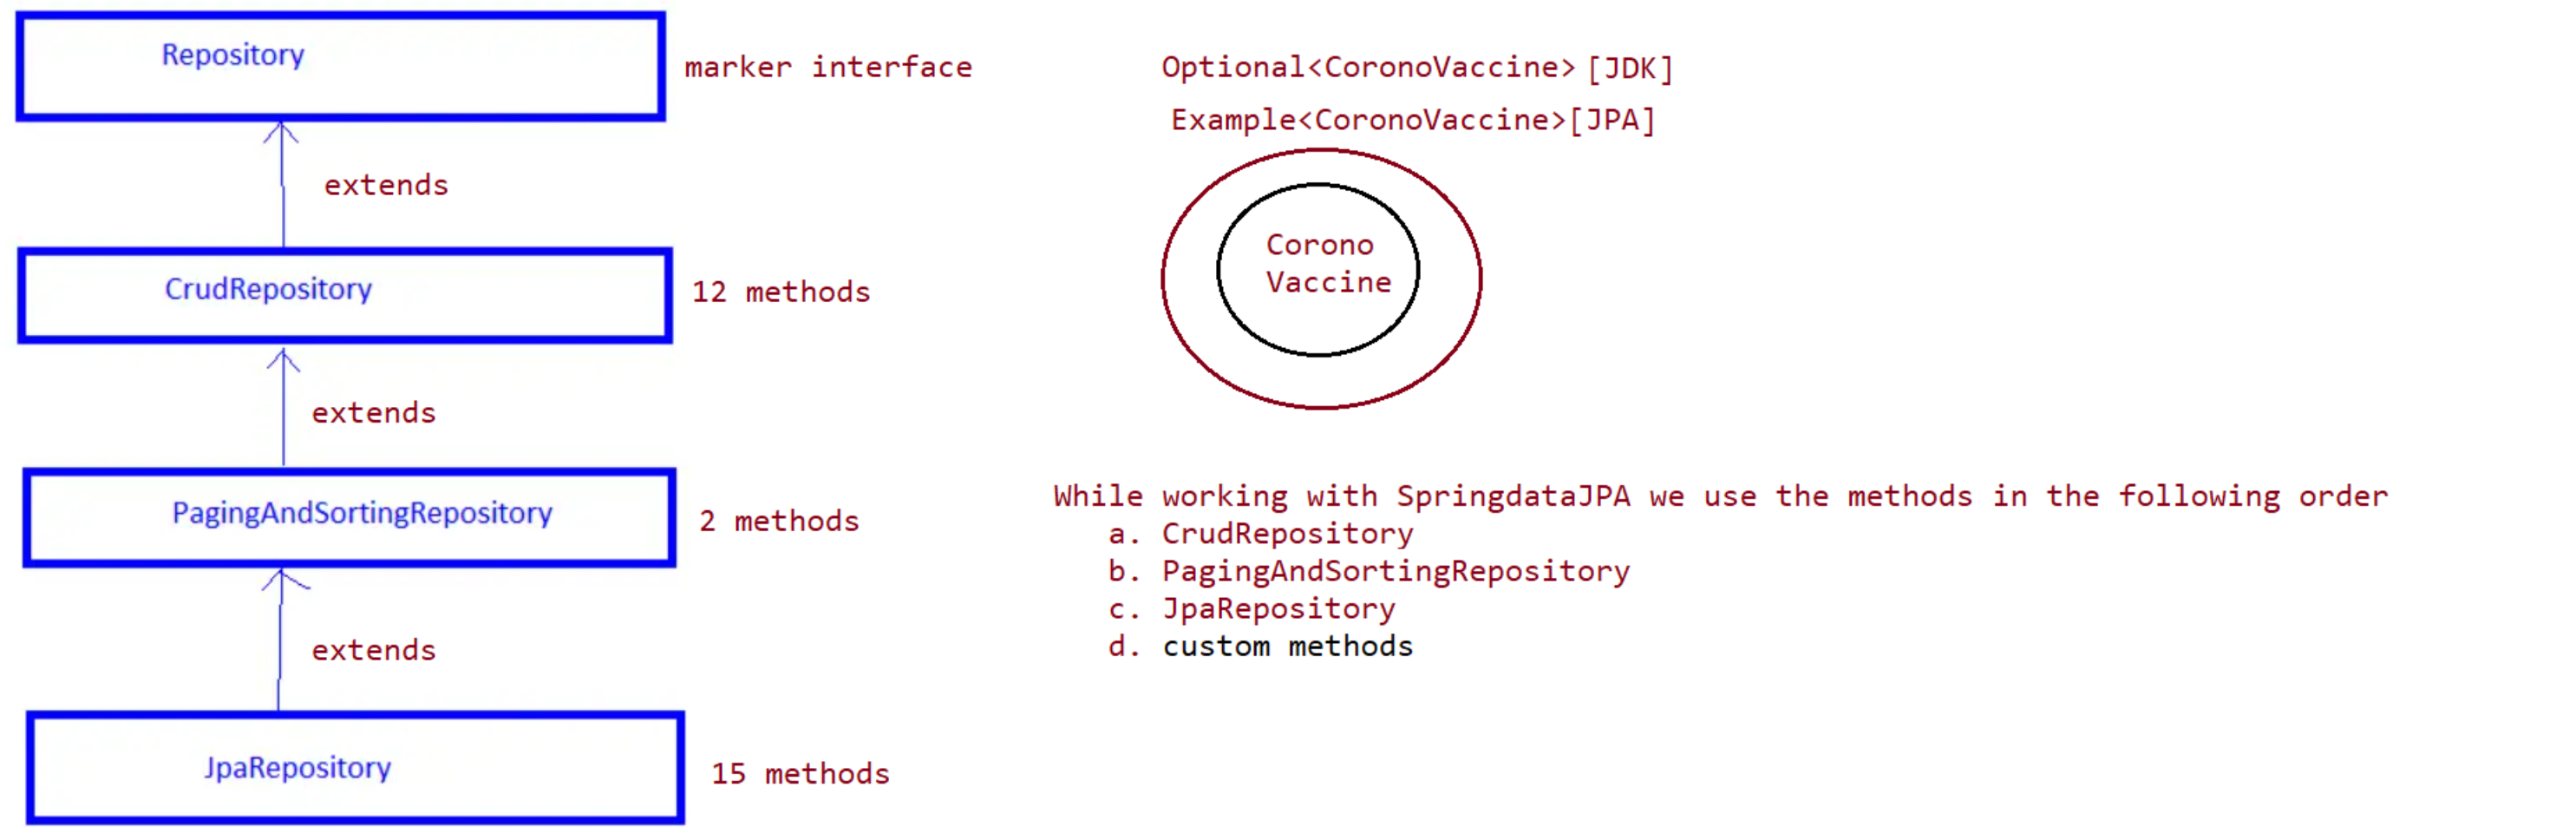 Repository
marker interface
extends
CrudRepository
12 methods
extends
PagingAndSortingRepository
2 methods
extends
JpaRepository
15 methods
Optional<CoronoVaccine> [JDK]
Example<CoronoVaccine>[JPA]
Corono
Vaccine
While working with SpringdataJPA we use the methods in the following order
a. CrudRepository
b. PagingAndSortingRepository
c. JpaRepository
d. custom methods